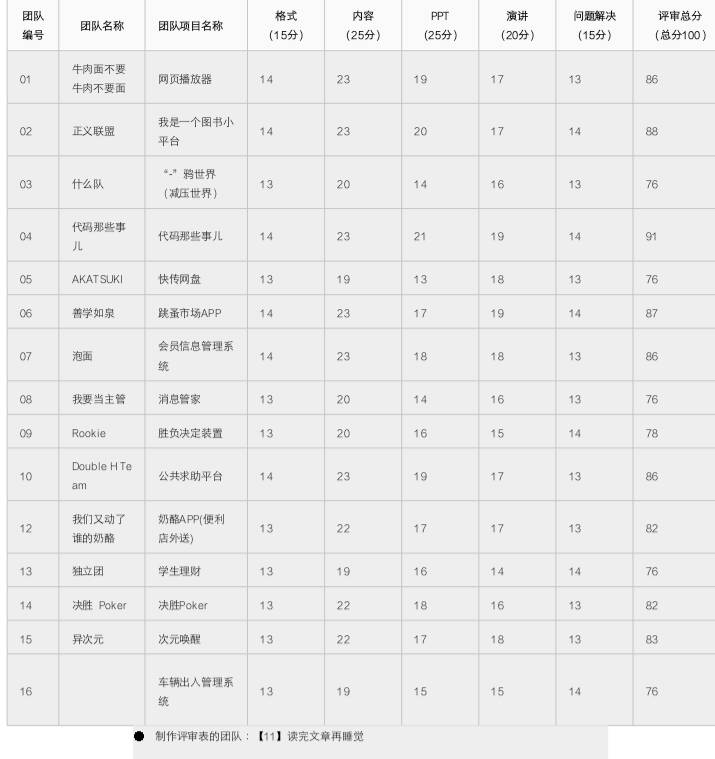 团队编号 团队名称 团队项目名称 格式（15分） 内容（25分） PPT（25分） 演讲（20分） 问题解决（15分） 评审总分（总分100）
01 牛肉面不要牛肉不要面 网页播放器 14 23 19 17 13 86
02 正义联盟 我是一个图书小平台 14 23 20 17 14 88
03 什么队 “-”鸦世界（减压世界） 13 20 14 16 13 76
04 代码那些事儿 代码那些事儿 14 23 21 19 14 91
05 AKATSUKI 快传网盘 13 19 13 18 13 76
06 善学如泉 跳蚤市场APP 14 23 17 19 14 87
07 泡面 会员信息管理系统 14 23 18 18 13 86
08 我要当主管 消息管家 13 20 14 16 13 76
09 Rookie 胜负决定装置 13 20 16 15 14 78
10 Double H Team 公共求助平台 14 23 19 17 13 86
12 我们又动了谁的奶酪 奶酪APP(便利店外送) 13 22 17 17 13 82
13 独立团 学生理财 13 19 16 14 14 76
14 决胜 Poker 决胜Poker 13 22 18 16 13 82
15 异次元 次元唤醒 13 22 17 18 13 83
16 车辆出入管理系统 13 19 15 15 14 76
● 制作评审表的团队：【11】读完文章再睡觉